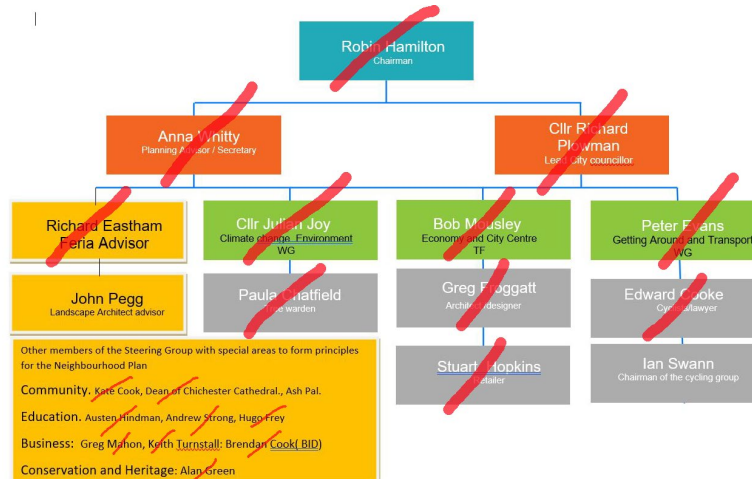 Robin Hamilton
Chairman
Anna Whitty
Planning Advisor / Secretary
Cllr Richard
Plowman
Lead City councillor
Richard Eastham
Feria Advisor
Cllr Julian Joy
Climate change Environment
WG
Bob Mousley
Economy and City Centre
TF
Peter Evans
Getting Around and Transport
WG
John Pegg
Landscape Architect advisor
Paula Chatfield
Tree warden
Greg Froggatt
Architect/designer
Edward Cooke
Cyclist/lawyer
Stuart Hopkins
Retailer
Ian Swann
Chairman of the cycling group
Other members of the Steering Group with special areas to form principles
for the Neighbourhood Plan
Community. Kate Cook, Dean of Chichester Cathedral., Ash Pal.
Education. Austen Hindman, Andrew Strong, Hugo Frey
Business: Greg Mahon, Keith Turnstall: Brendan Cook( BID)
Conservation and Heritage: Alan Green